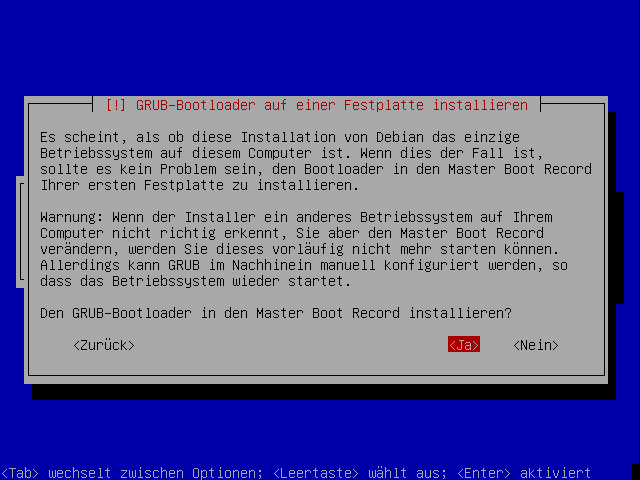 [!] GRUB-Bootloader auf einer Festplatte installieren
Es scheint, als ob diese Installation von Debian das einzige
Betriebssystem auf diesem Computer ist. Wenn dies der Fall ist,
sollte es kein Problem sein, den Bootloader in den Master Boot Record
Ihrer ersten Festplatte zu installieren.
Warnung: Wenn der Installer ein anderes Betriebssystem auf Ihrem
Computer nicht richtig erkennt, Sie aber den Master Boot Record
verändern, werden Sie dieses vorläufig nicht mehr starten können.
Allerdings kann GRUB im Nachhinein manuell konfiguriert werden, so
dass das Betriebssystem wieder startet.
Den GRUB-Bootloader in den Master Boot Record installieren?
<Zurück> <Ja> <Nein>
<Tab> wechselt zwischen Optionen; <Leertaste> wählt aus; <Enter> aktiviert